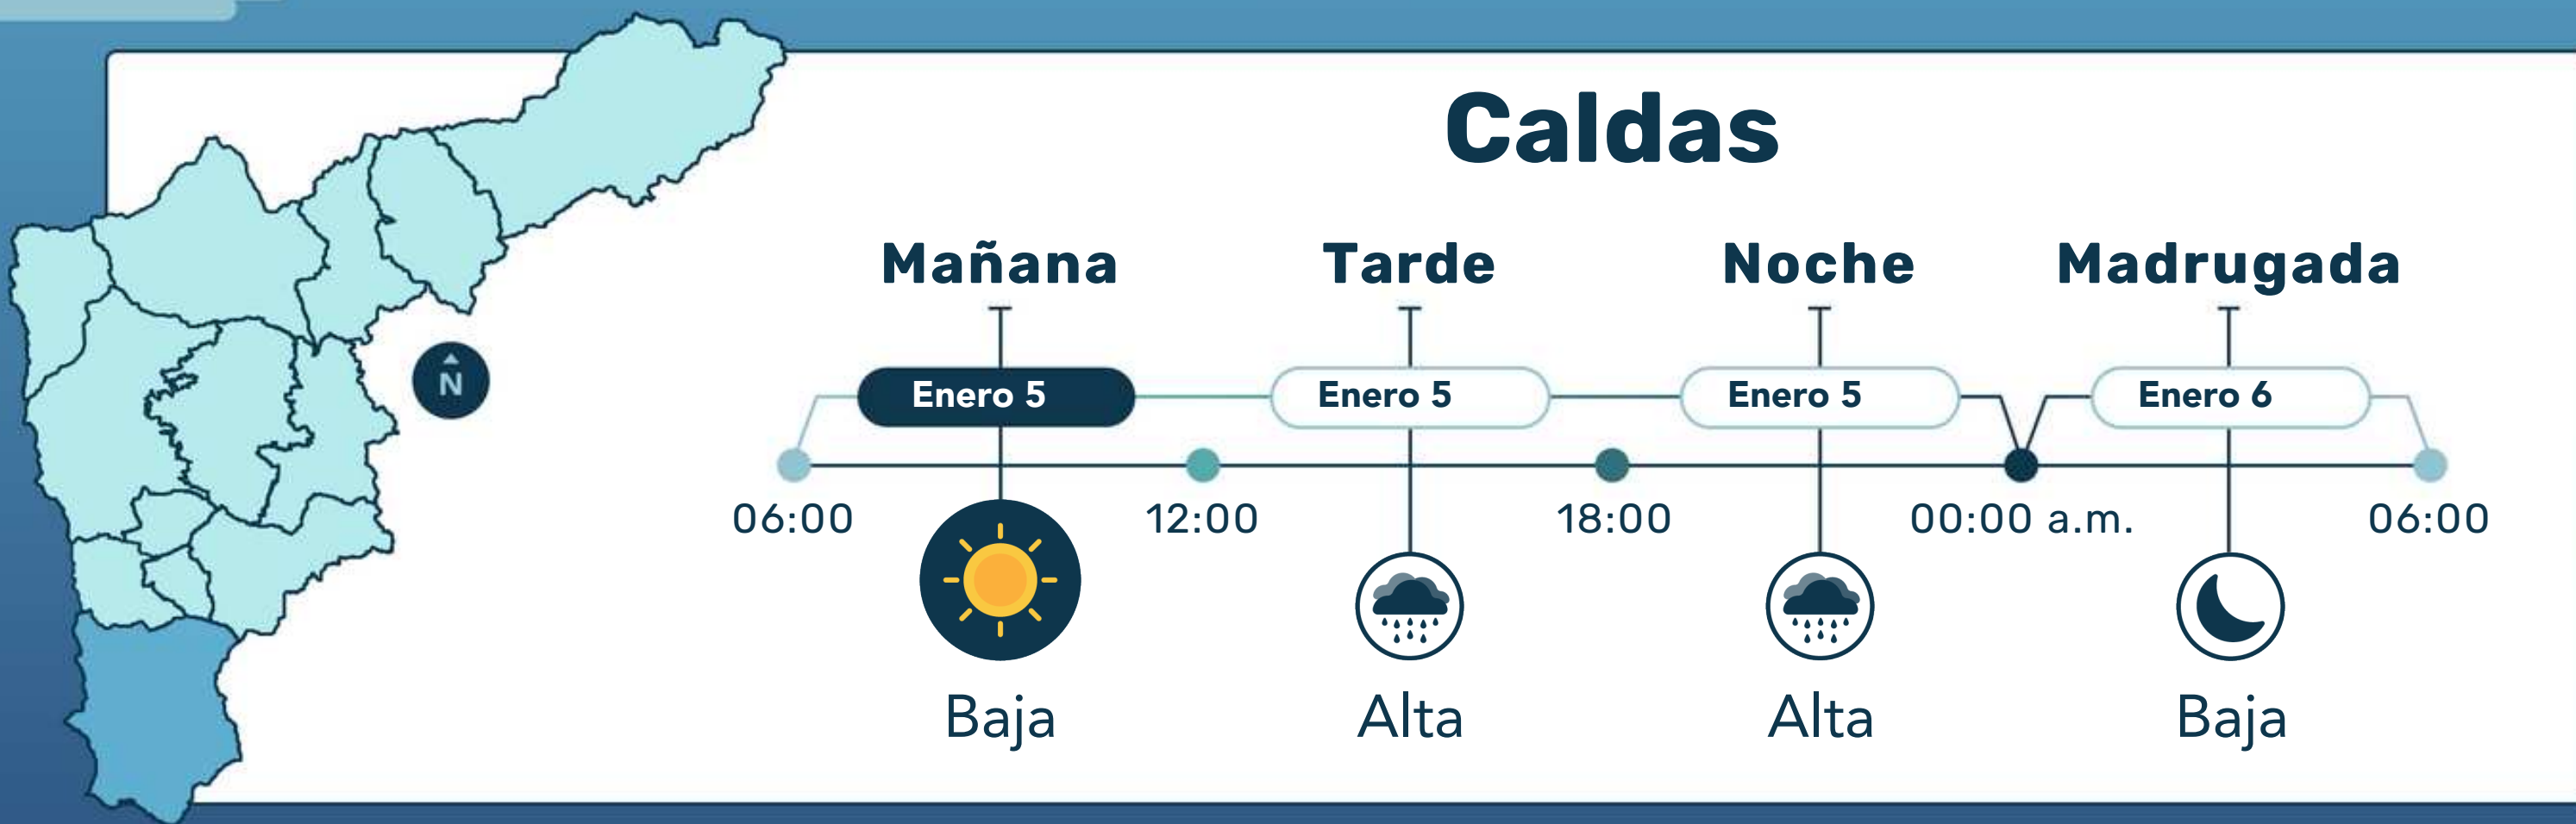 Caldas
Mañana Tarde Noche Madrugada
N
Enero 5 Enero 5 Enero 5 Enero 6
06:00 12:00 18:00 00:00 a.m. 06:00
Baja Alta Alta Baja